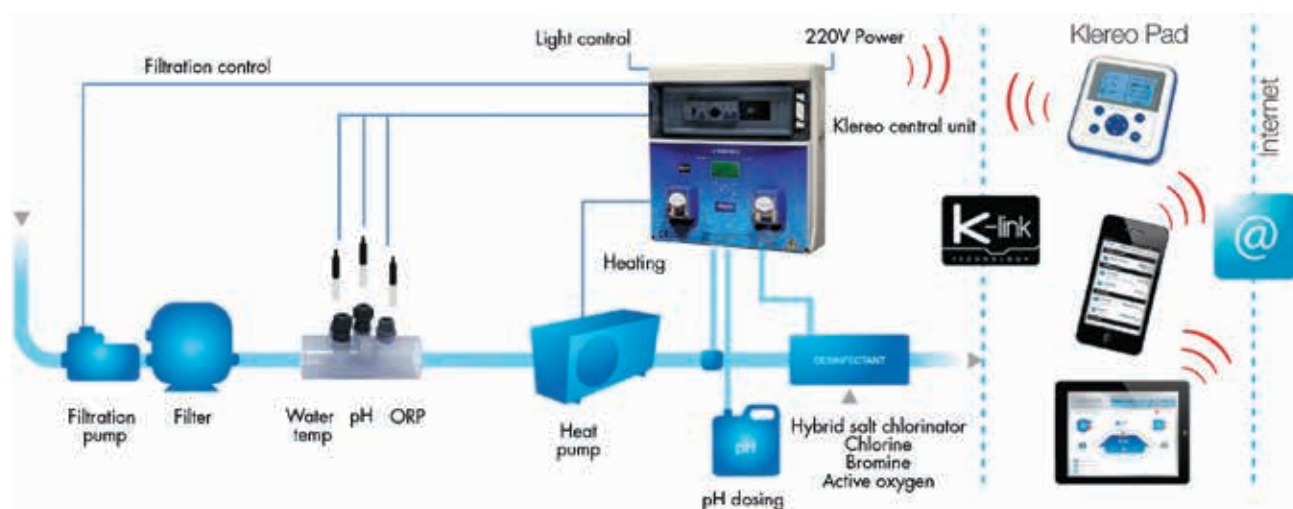 Light control
220V Power
Klereo Pad
Filtration control
Klereo central unit
Internet
K-link
TECHNOLOGY
@
Heating
DESINFECTANT
Filtration
pump
Filter
Water
temp
pH
ORP
Heat
pump
pH
pH dosing
Hybrid salt chlorinator
Chlorine
Bromine
Active oxygen